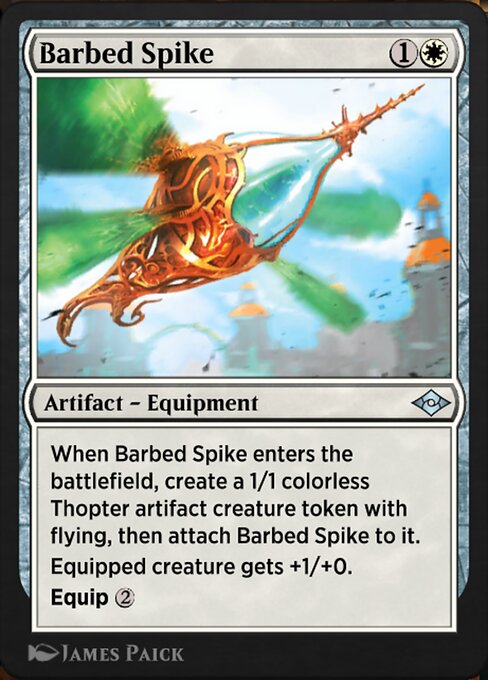 Barbed Spike 1
Artifact – Equipment
When Barbed Spike enters the
battlefield, create a 1/1 colorless
Thopter artifact creature token with
flying, then attach Barbed Spike to it.
Equipped creature gets +1/+0.
Equip 2
James Paick